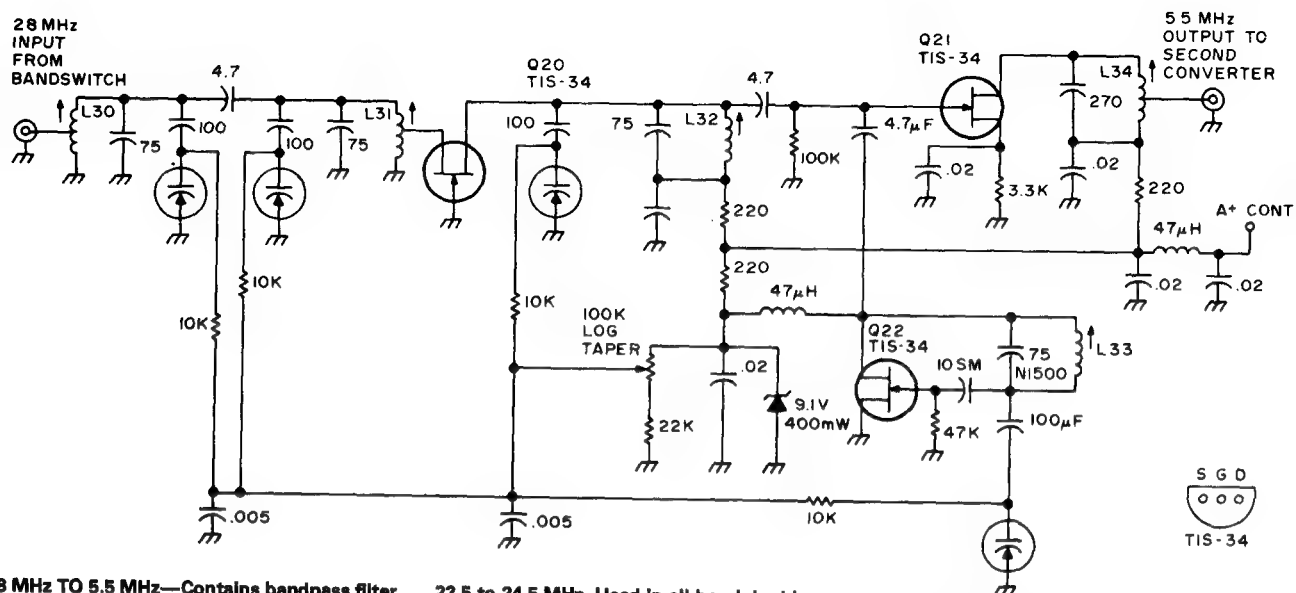 28 MHz
INPUT
FROM
BANDSWITCH
4.7
L30
75
100
100
75
L31
Q20
TIS-34
100
75
L32
4.7
100K
4.7µF
Q21
TIS-34
.02
3.3K
270
L34
.02
220
5.5 MHz
OUTPUT TO
SECOND
CONVERTER
47µH
A+ CONT
.02
.02
220
220
47µH
10K
10K
10K
100K
LOG
TAPER
22K
.02
9.1V
400mW
Q22
TIS-34
10SM
47K
75
N1500
L33
100µF
.005
.005
10K
S G D
TIS-34
MHz TO 5.5 MHz—Contains bandpass filter
22.5 to 24.5 MHz. Used in all-band double